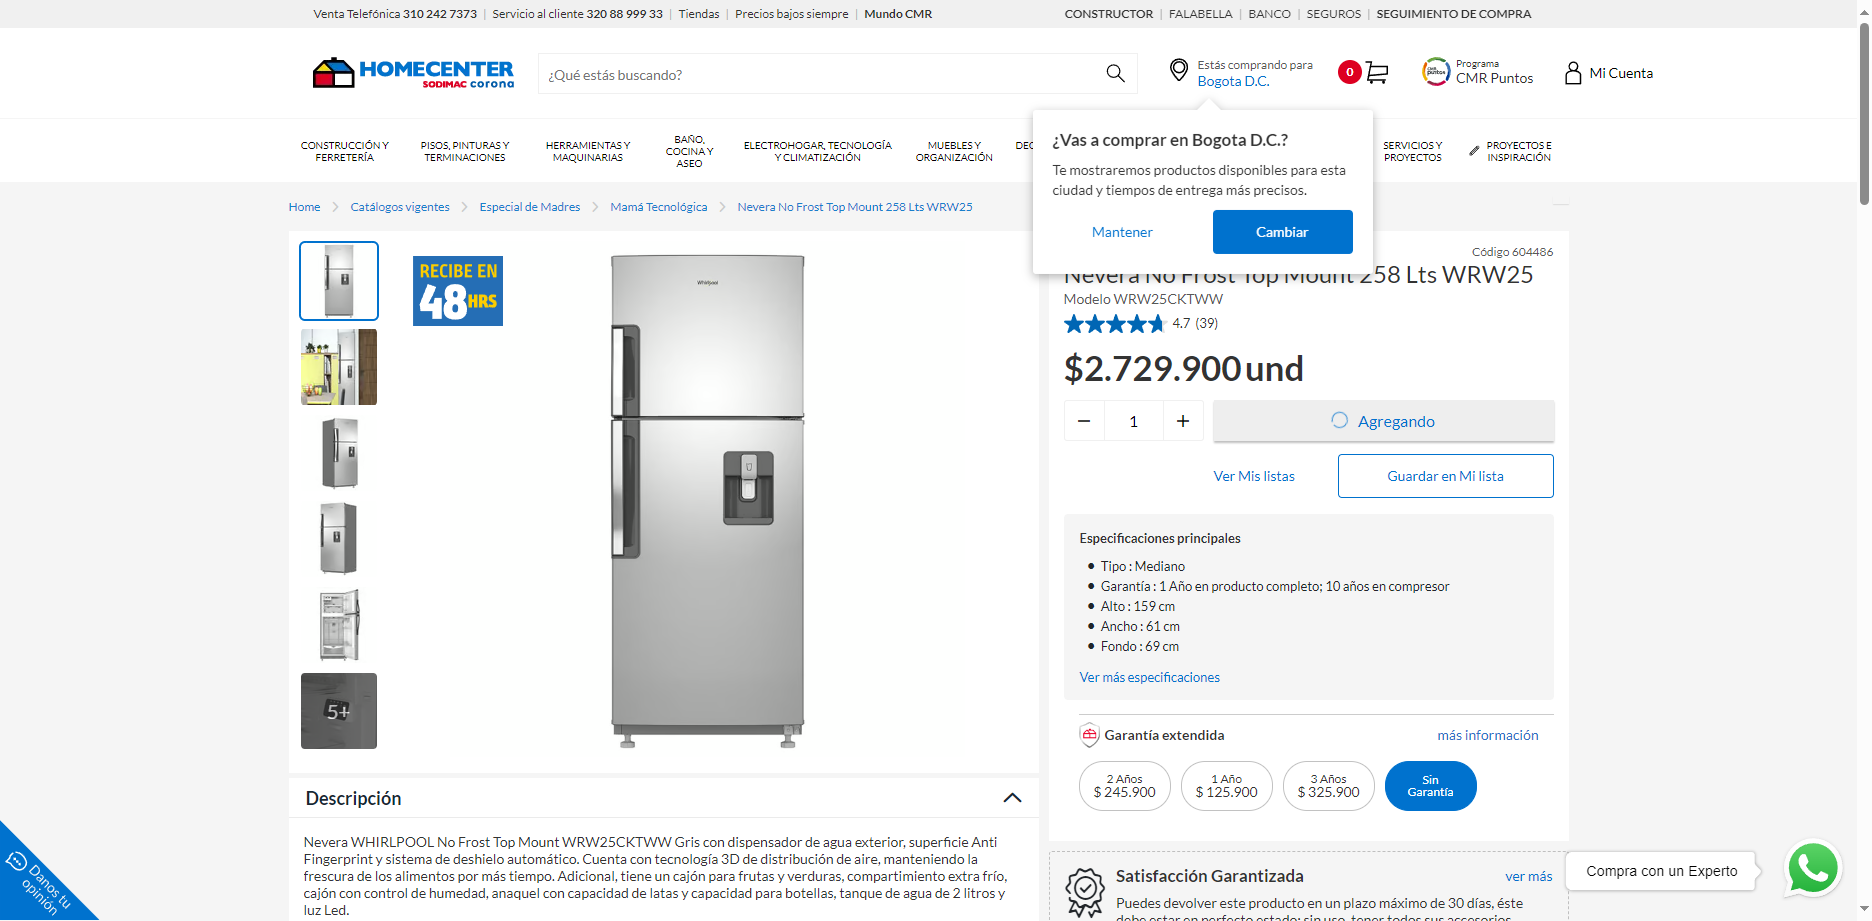 Venta Telefónica 310 242 7373 | Servicio al cliente 320 88 999 33 | Tiendas | Precios bajos siempre | Mundo CMR
CONSTRUCTOR | FALABELLA | BANCO | SEGUROS | SEGUIMIENTO DE COMPRA
HOMECENTER
SODIMAC corona
¿Qué estás buscando?
Estás comprando para
Bogota D.C.
0
Programa
CMR Puntos
Mi Cuenta
CONSTRUCCIÓN Y
FERRETERÍA
PISOS, PINTURAS Y
TERMINACIONES
HERRAMIENTAS Y
MAQUINARIAS
BAÑO,
COCINA Y
ASEO
ELECTROHOGAR, TECNOLOGÍA
Y CLIMATIZACIÓN
MUEBLES Y
ORGANIZACIÓN
SERVICIOS Y
PROYECTOS
PROYECTOS E
INSPIRACIÓN
¿Vas a comprar en Bogota D.C.?
Te mostraremos productos disponibles para esta
ciudad y tiempos de entrega más precisos.
Mantener
Cambiar
Home
Catálogos vigentes
Especial de Madres
Mamá Tecnológica
Nevera No Frost Top Mount 258 Lts WRW25
RECIBE EN
48HRS
Whirlpool
5+
Código 604486
Nevera No Frost Top Mount 258 Lts WRW25
Modelo WRW25CKTWW
4.7 (39)
$2.729.900 und
− 1 +
Agregando
Ver Mis listas
Guardar en Mi lista
Especificaciones principales
Tipo : Mediano
Garantía : 1 Año en producto completo; 10 años en compresor
Alto : 159 cm
Ancho : 61 cm
Fondo : 69 cm
Ver más especificaciones
Garantía extendida
más información
2 Años
$ 245.900
1 Año
$ 125.900
3 Años
$ 325.900
Sin
Garantía
Descripción
Nevera WHIRLPOOL No Frost Top Mount WRW25CKTWW Gris con dispensador de agua exterior, superficie Anti
Fingerprint y sistema de deshielo automático. Cuenta con tecnología 3D de distribución de aire, manteniendo la
frescura de los alimentos por más tiempo. Adicional, tiene un cajón para frutas y verduras, compartimiento extra frío,
cajón con control de humedad, anaquel con capacidad de latas y capacidad para botellas, tanque de agua de 2 litros y
luz Led.
Satisfacción Garantizada
ver más
Puedes devolver este producto en un plazo máximo de 30 días, éste
debe estar en perfecto estado: sin uso, tener todos sus accesorios
Compra con un Experto
Danos tu
opinión